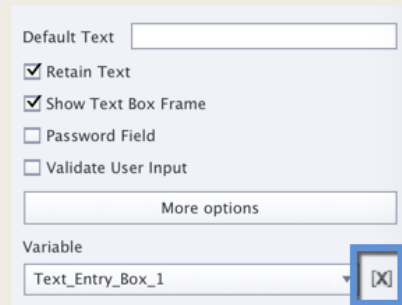 Default Text
Retain Text
Show Text Box Frame
Password Field
Validate User Input
More options
Variable
Text_Entry_Box_1 [X]